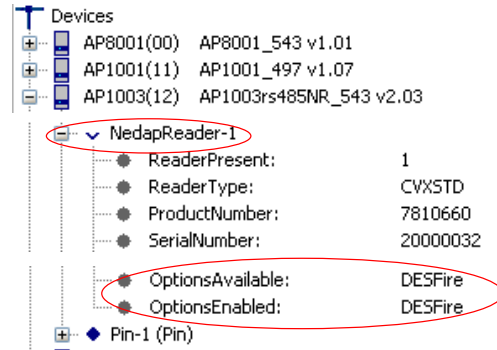 Devices
AP8001(00) AP8001_543 v1.01
AP1001(11) AP1001_497 v1.07
AP1003(12) AP1003rs485NR_543 v2.03
NedapReader-1
ReaderPresent: 1
ReaderType: CVXSTD
ProductNumber: 7810660
SerialNumber: 20000032
OptionsAvailable: DESFire
OptionsEnabled: DESFire
Pin-1 (Pin)